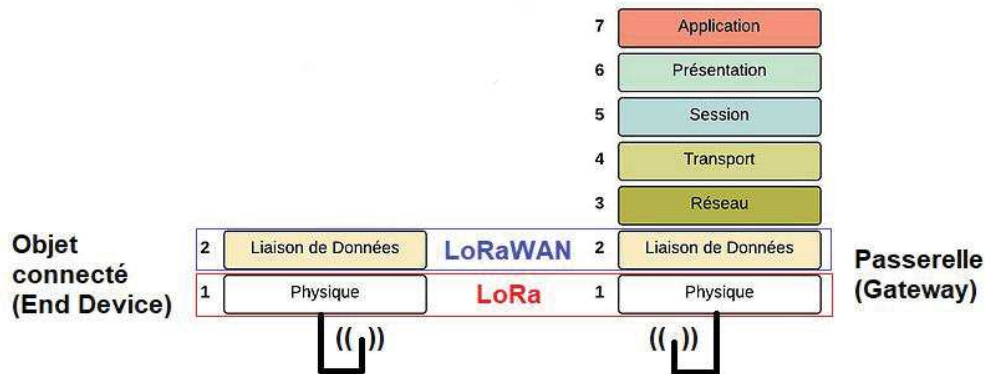 7 Application
6 Présentation
5 Session
4 Transport
3 Réseau
Objet
connecté
(End Device)
2 Liaison de Données LoRaWAN 2 Liaison de Données
1 Physique LoRa 1 Physique
Passerelle
(Gateway)
(( ))
(( ))